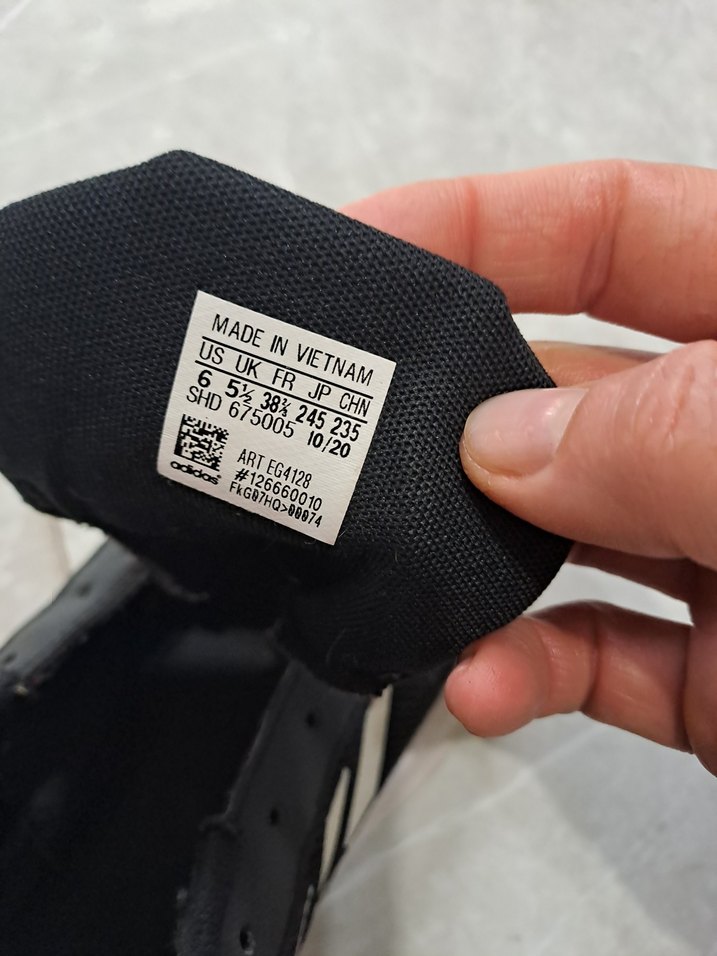 MADE IN VIETNAM
US UK FR JP CHN
6 5½ 38⅔ 245 235
SHD 675005 10/20
ART EG4128
#126660010
FkG07HQ>00074
adidas